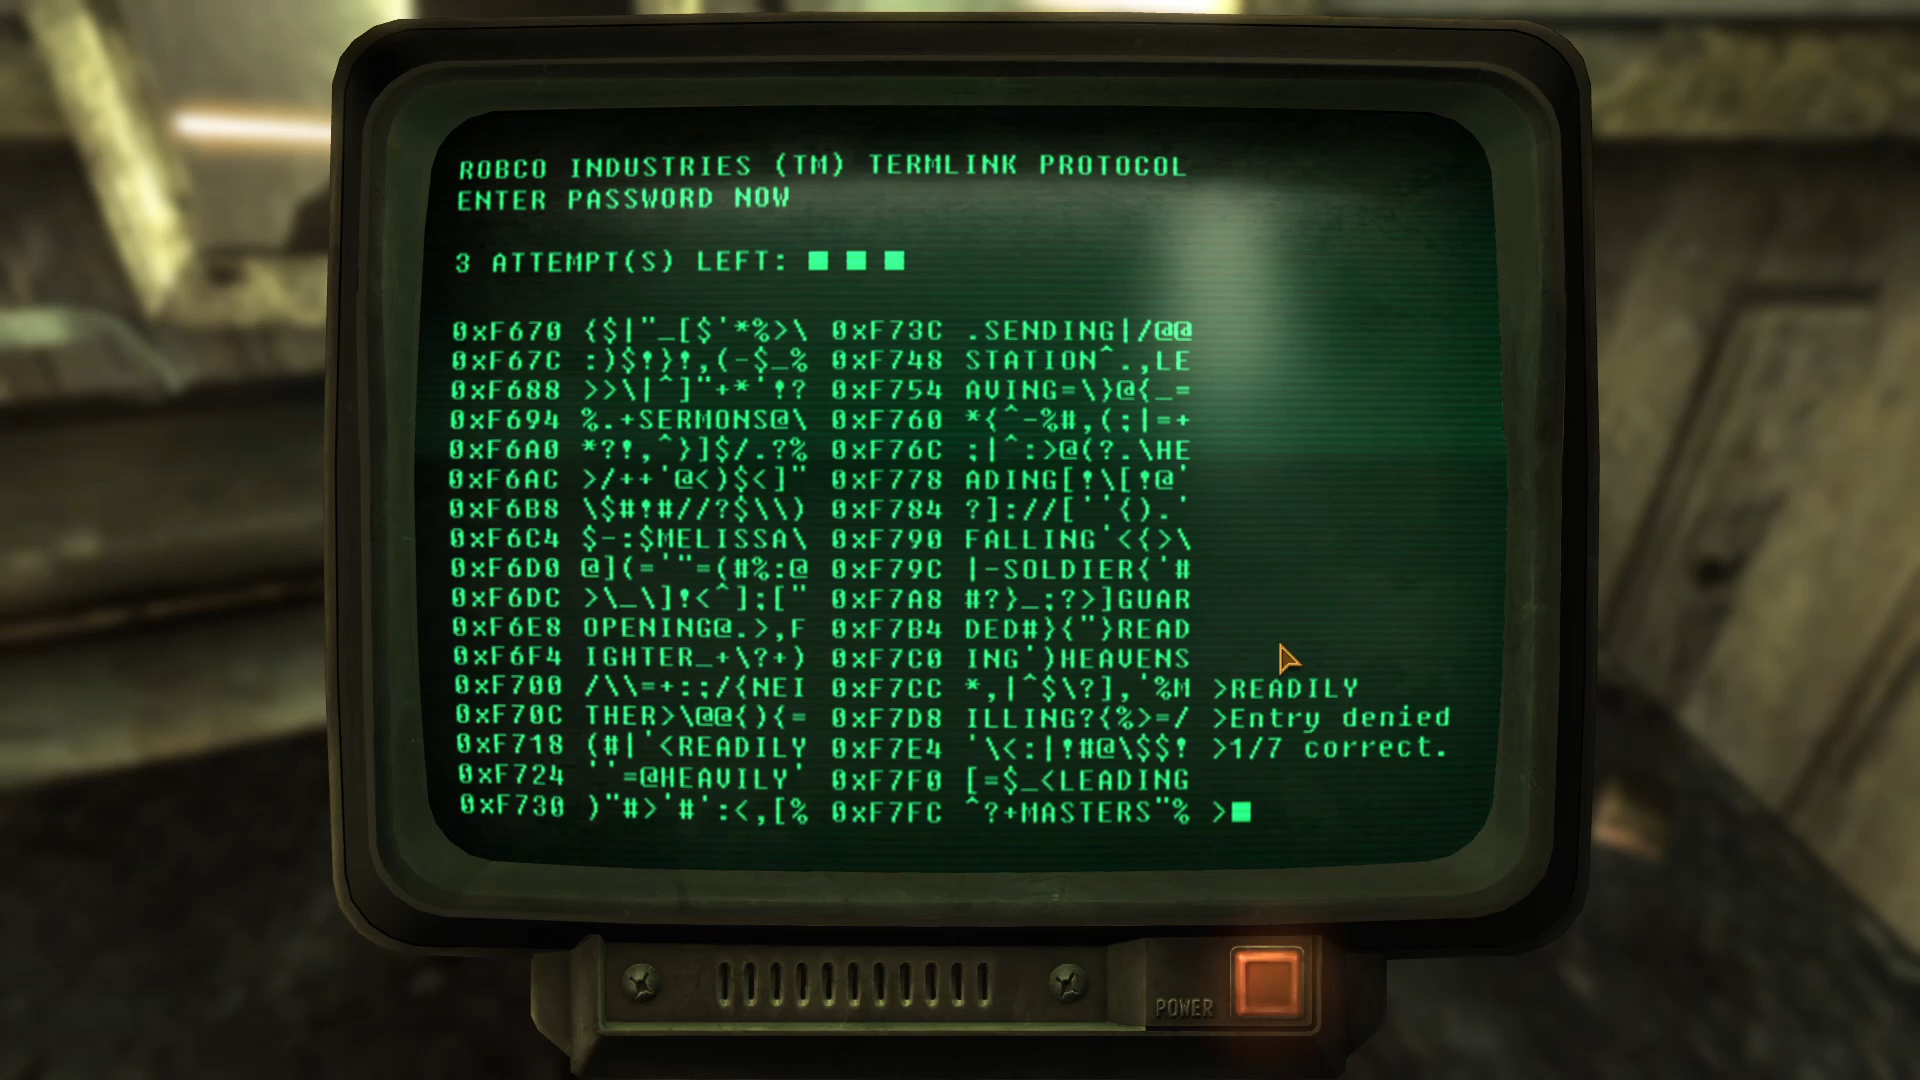 ROBCO INDUSTRIES (TM) TERMLINK PROTOCOL
ENTER PASSWORD NOW
3 ATTEMPT(S) LEFT: ■ ■ ■
0xF670 {$|"_[$'*%>\ 0xF73C .SENDING|/@@
0xF67C :)$!}!,(-$_% 0xF748 STATION^.,LE
0xF688 >>\|^]"+*'!? 0xF754 AVING=\}@{_=
0xF694 %.+SERMONS@\ 0xF760 *{^-%#,(;|=+
0xF6A0 *?!,^}]$/.?% 0xF76C ;|^:>@(?.\HE
0xF6AC >/++'@<)$<]" 0xF778 ADING[!\[!@'
0xF6B8 \$#!#//?$\\) 0xF784 ?]://[''{).'
0xF6C4 $-:$MELISSA\ 0xF790 FALLING'<{>\
0xF6D0 @](='"=(#%:@ 0xF79C |-SOLDIER{'#
0xF6DC >\_\]!<^];[" 0xF7A8 #?}_;?>]GUAR
0xF6E8 OPENING@.>,F 0xF7B4 DED#}{"}READ
0xF6F4 IGHTER_+\?+) 0xF7C0 ING')HEAVENS
0xF700 /\\=+:;/{NEI 0xF7CC *,|^$\?],'%M >READILY
0xF70C THER>\@@{){= 0xF7D8 ILLING?{%>=/ >Entry denied
0xF718 (#|'<READILY 0xF7E4 '\<:|!#@\$$! >1/7 correct.
0xF724 ''=@HEAVILY' 0xF7F0 [=$_<LEADING
0xF730 )"#>'#':<,[% 0xF7FC ^?+MASTERS"% >■
POWER